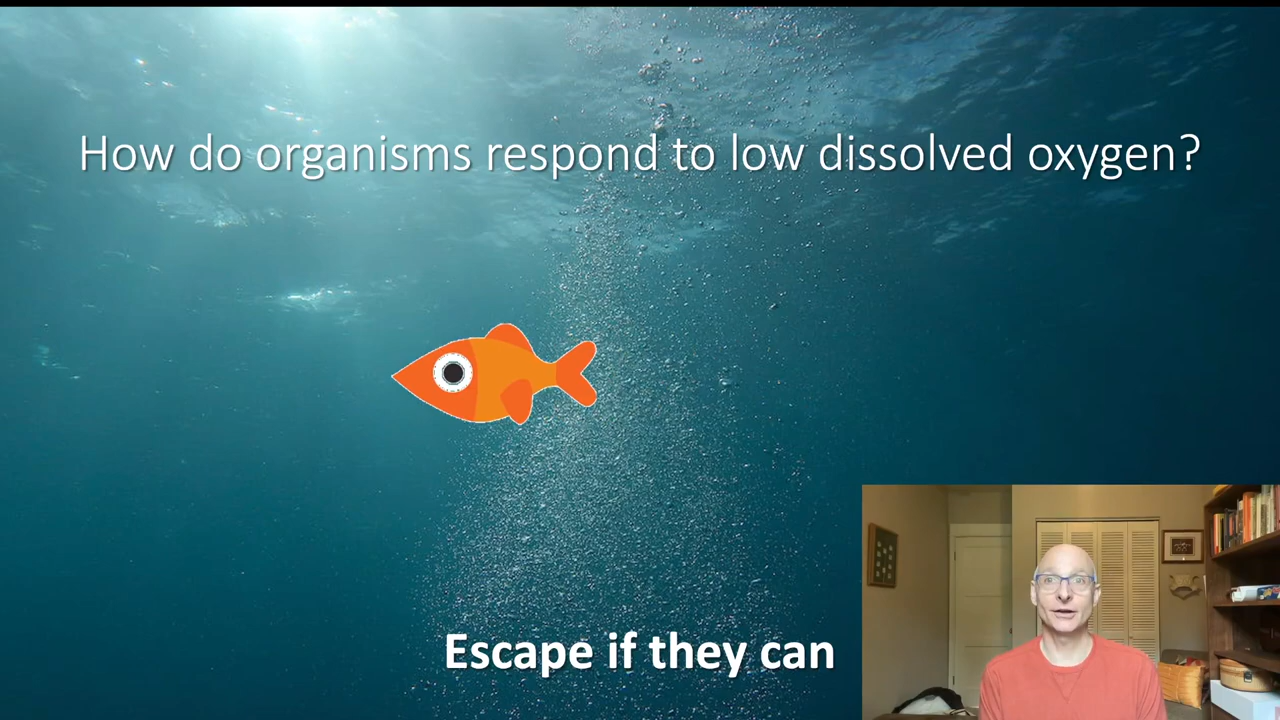 How do organisms respond to low dissolved oxygen?
Escape if they can